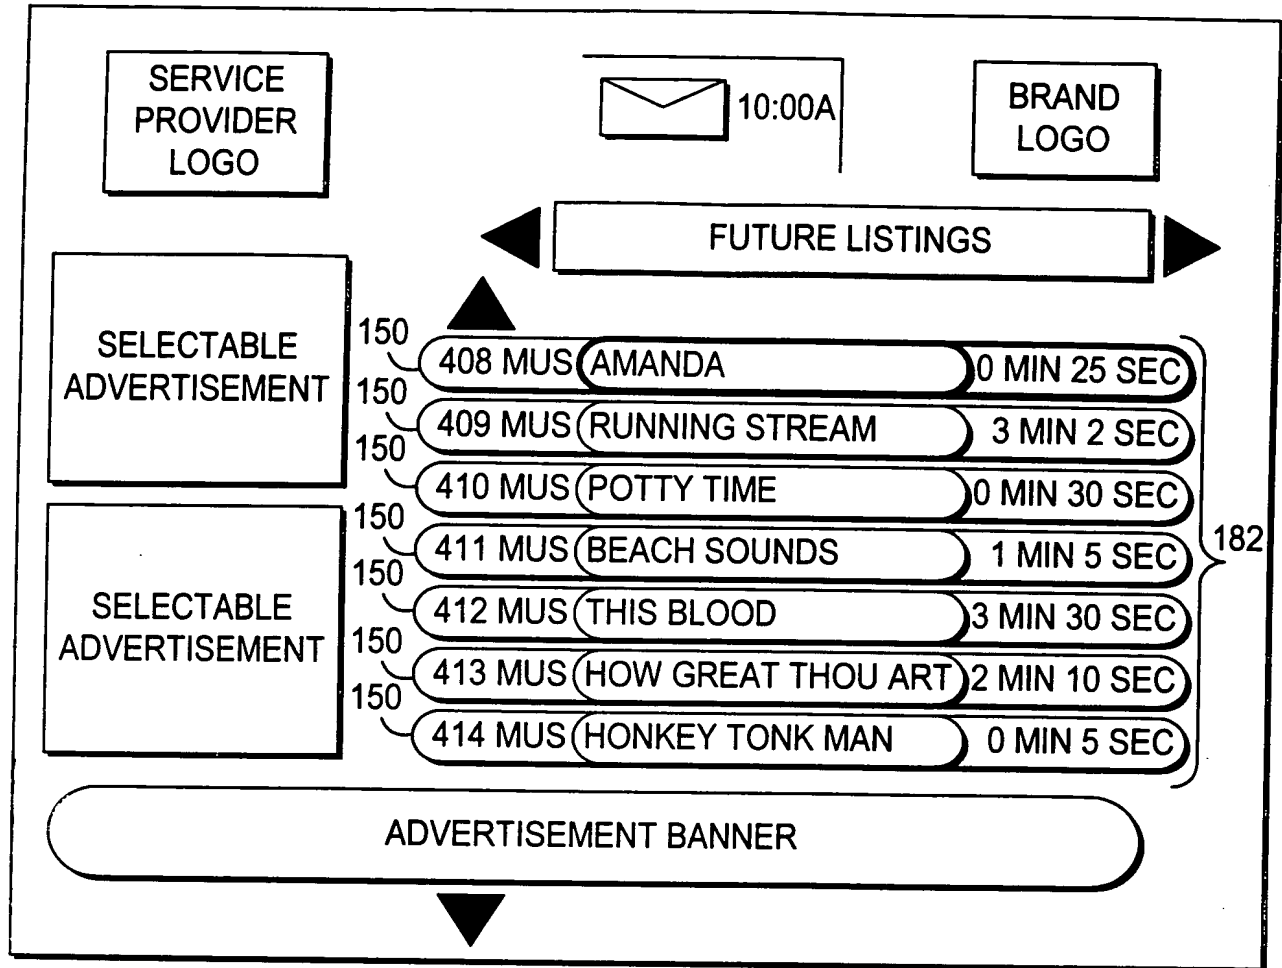 SERVICE
PROVIDER
LOGO
10:00A
BRAND
LOGO
FUTURE LISTINGS
SELECTABLE
ADVERTISEMENT
150 408 MUS AMANDA 0 MIN 25 SEC
150 409 MUS RUNNING STREAM 3 MIN 2 SEC
150 410 MUS POTTY TIME 0 MIN 30 SEC
150 411 MUS BEACH SOUNDS 1 MIN 5 SEC
182
150 412 MUS THIS BLOOD 3 MIN 30 SEC
150 413 MUS HOW GREAT THOU ART 2 MIN 10 SEC
150 414 MUS HONKEY TONK MAN 0 MIN 5 SEC
SELECTABLE
ADVERTISEMENT
ADVERTISEMENT BANNER